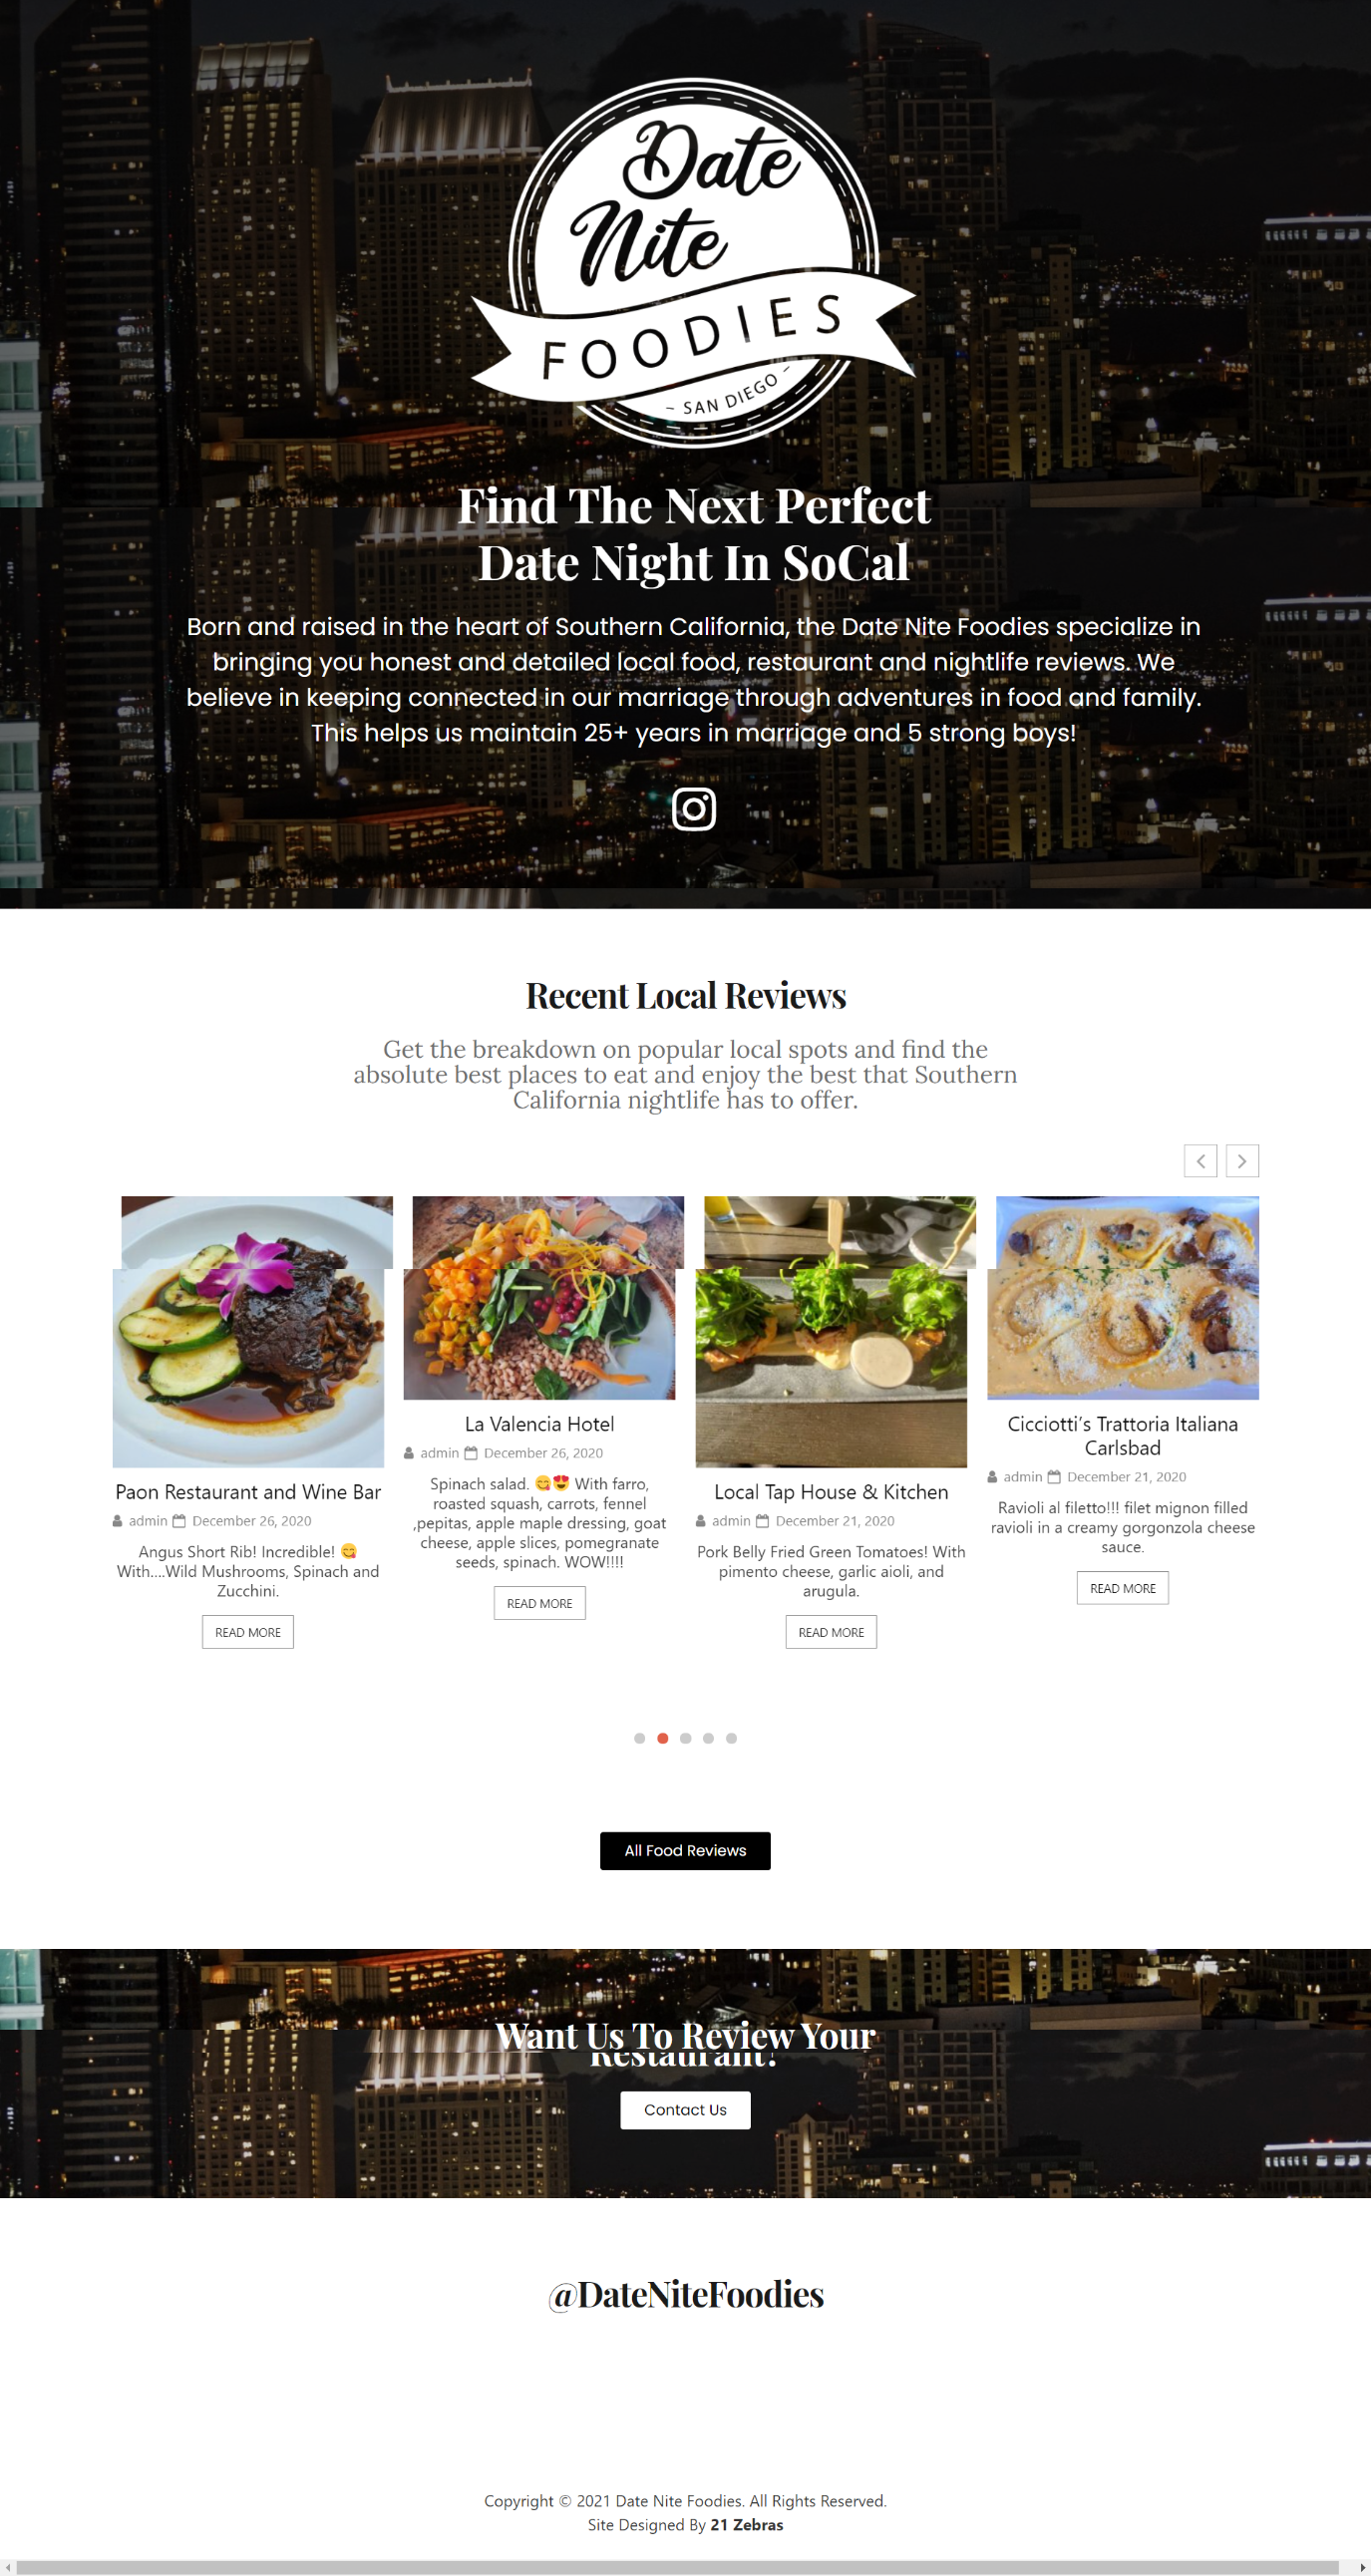 Date
Nite
FOODIES
~ SAN DIEGO ~
Find The Next Perfect
Date Night In SoCal
Born and raised in the heart of Southern California, the Date Nite Foodies specialize in
bringing you honest and detailed local food, restaurant and nightlife reviews. We
believe in keeping connected in our marriage through adventures in food and family.
This helps us maintain 25+ years in marriage and 5 strong boys!
Recent Local Reviews
Get the breakdown on popular local spots and find the
absolute best places to eat and enjoy the best that Southern
California nightlife has to offer.
Paon Restaurant and Wine Bar
admin December 26, 2020
Angus Short Rib! Incredible! 😋
With....Wild Mushrooms, Spinach and
Zucchini.
READ MORE
La Valencia Hotel
admin December 26, 2020
Spinach salad. 😋😍 With farro,
roasted squash, carrots, fennel
,pepitas, apple maple dressing, goat
cheese, apple slices, pomegranate
seeds, spinach. WOW!!!!
READ MORE
Local Tap House & Kitchen
admin December 21, 2020
Pork Belly Fried Green Tomatoes! With
pimento cheese, garlic aioli, and
arugula.
READ MORE
Cicciotti’s Trattoria Italiana
Carlsbad
admin December 21, 2020
Ravioli al filetto!!! filet mignon filled
ravioli in a creamy gorgonzola cheese
sauce.
READ MORE
All Food Reviews
Want Us To Review Your
Restaurant?
Contact Us
@DateNiteFoodies
Copyright © 2021 Date Nite Foodies. All Rights Reserved.
Site Designed By 21 Zebras